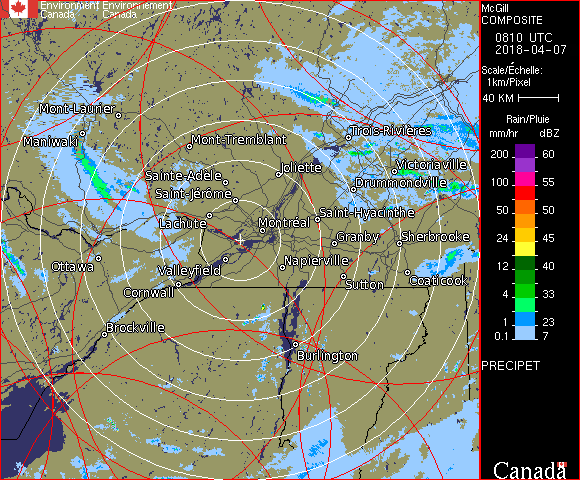 Environment Environnement
Canada Canada
McGill
COMPOSITE
0810 UTC
2018-04-07
Scale/Échelle:
1km/Pixel
40 KM
Rain/Pluie
mm/hr dBZ
200 60
100 55
50 50
24 45
12 40
4 33
1 23
0.1 7
PRECIPET
Canada
Mont-Laurier
Maniwaki
Mont-Tremblant
Trois-Rivières
Joliette
Victoriaville
Sainte-Adèle
Drummondville
Saint-Jérôme
Saint-Hyacinthe
Lachute
Montréal
Granby
Sherbrooke
Ottawa
Valleyfield
Napierville
Cornwall
Sutton
Coaticook
Brockville
Burlington